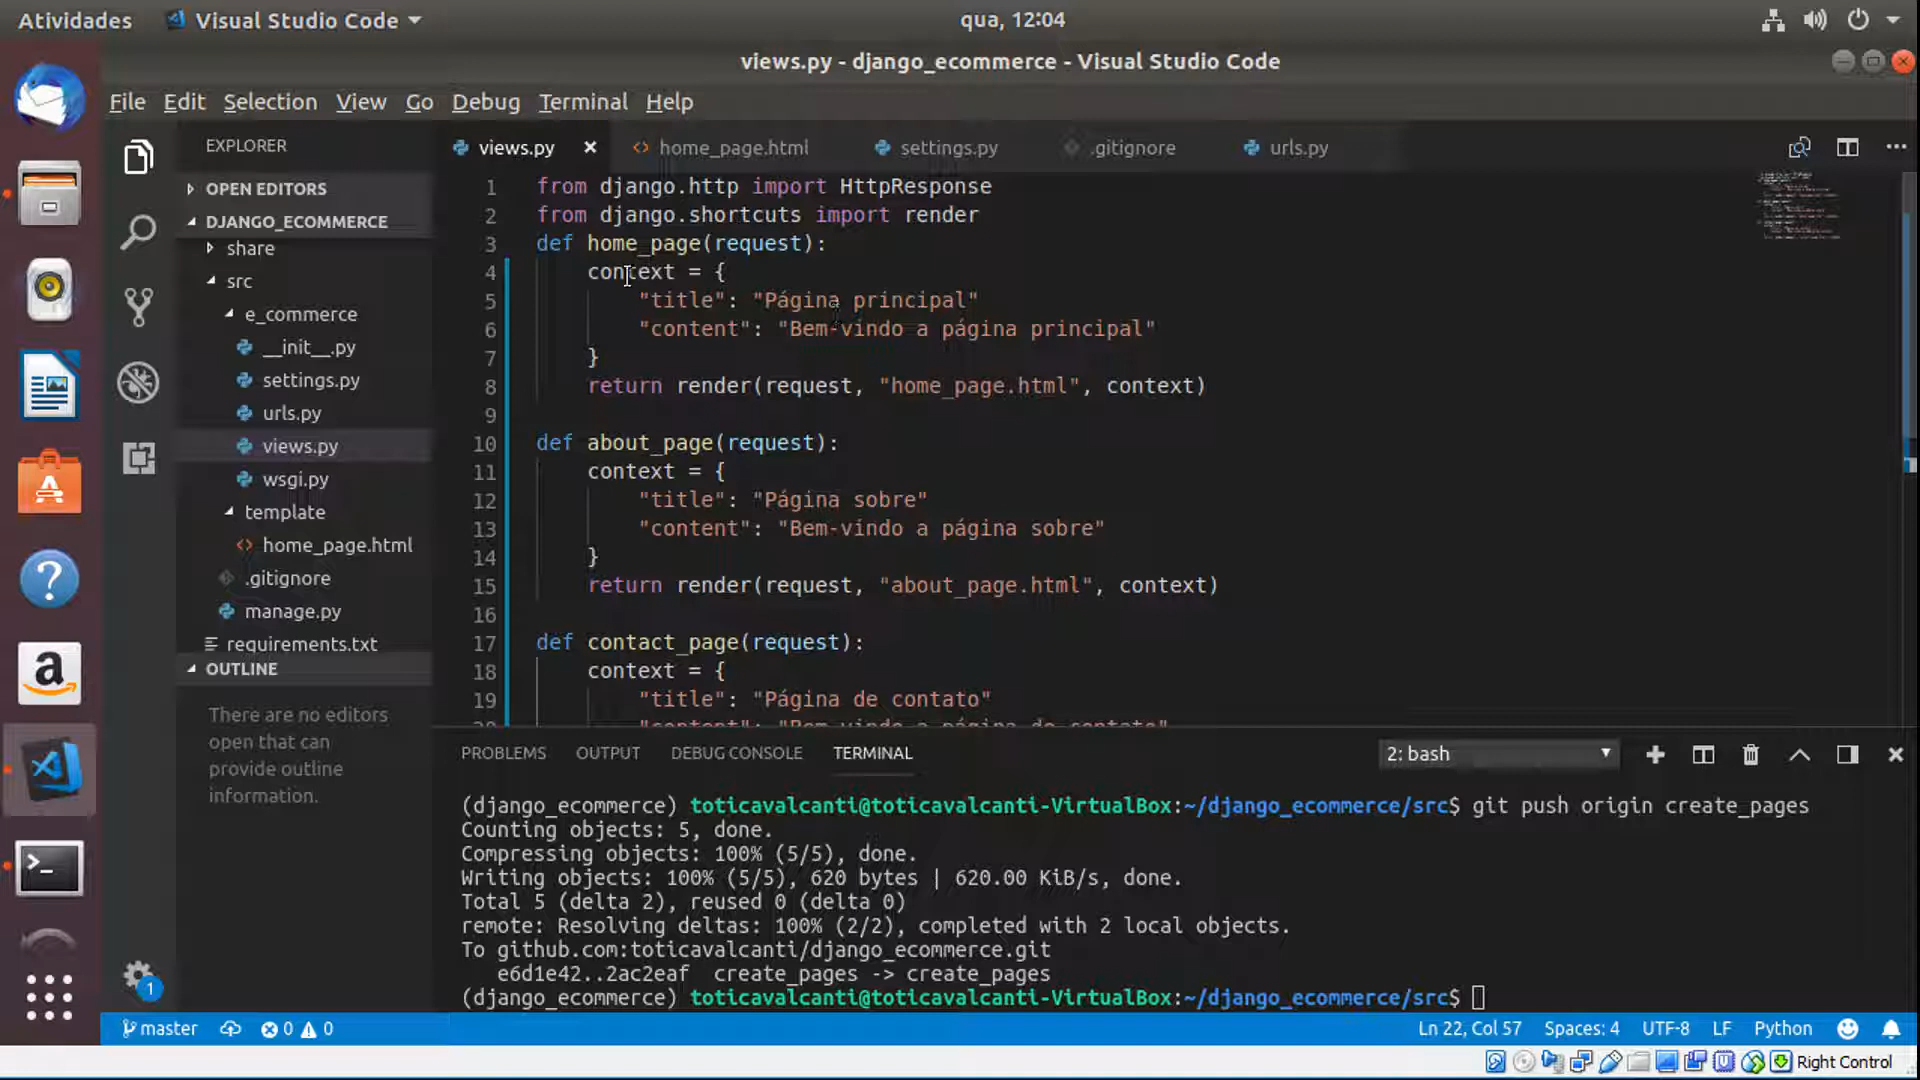 Atividades
Visual Studio Code
qua, 12:04
views.py - django_ecommerce - Visual Studio Code
File Edit Selection View Go Debug Terminal Help
EXPLORER
OPEN EDITORS
DJANGO_ECOMMERCE
share
src
e_commerce
__init__.py
settings.py
urls.py
views.py
wsgi.py
template
home_page.html
.gitignore
manage.py
requirements.txt
OUTLINE
There are no editors
open that can
provide outline
information.
views.py home_page.html settings.py .gitignore urls.py
1 from django.http import HttpResponse
2 from django.shortcuts import render
3 def home_page(request):
4 context = {
5 "title": "Página principal"
6 "content": "Bem-vindo a página principal"
7 }
8 return render(request, "home_page.html", context)
9
10 def about_page(request):
11 context = {
12 "title": "Página sobre"
13 "content": "Bem-vindo a página sobre"
14 }
15 return render(request, "about_page.html", context)
16
17 def contact_page(request):
18 context = {
19 "title": "Página de contato"
20 "content": "Bem-vindo a página de contato"
PROBLEMS OUTPUT DEBUG CONSOLE TERMINAL
2: bash
(django_ecommerce) toticavalcanti@toticavalcanti-VirtualBox:~/django_ecommerce/src$ git push origin create_pages
Counting objects: 5, done.
Compressing objects: 100% (5/5), done.
Writing objects: 100% (5/5), 620 bytes | 620.00 KiB/s, done.
Total 5 (delta 2), reused 0 (delta 0)
remote: Resolving deltas: 100% (2/2), completed with 2 local objects.
To github.com:toticavalcanti/django_ecommerce.git
e6d1e42..2ac2eaf create_pages -> create_pages
(django_ecommerce) toticavalcanti@toticavalcanti-VirtualBox:~/django_ecommerce/src$
1
master 0 0
Ln 22, Col 57 Spaces: 4 UTF-8 LF Python
Right Control